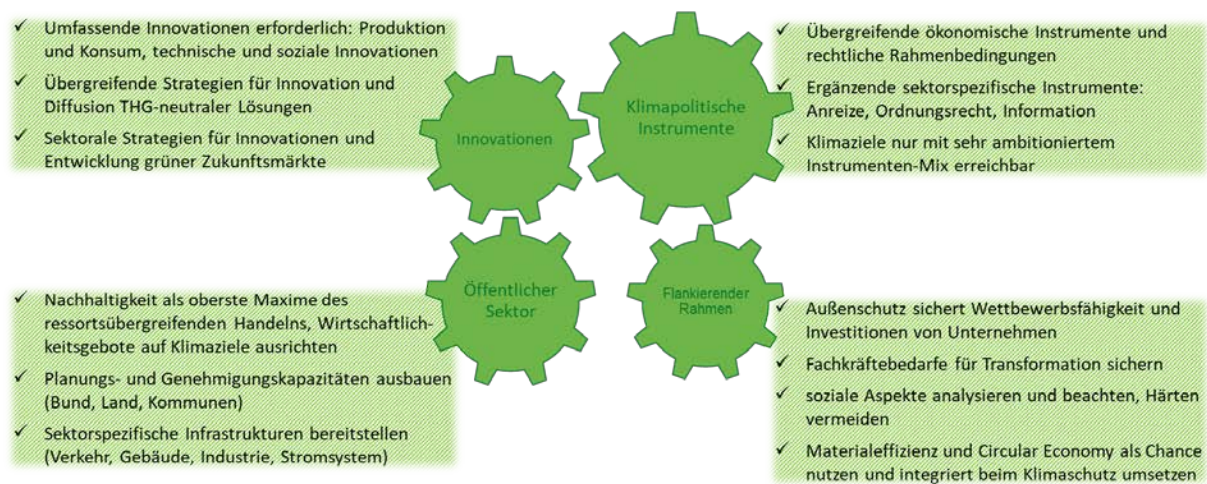 ✓ Umfassende Innovationen erforderlich: Produktion
und Konsum, technische und soziale Innovationen
✓ Übergreifende Strategien für Innovation und
Diffusion THG-neutraler Lösungen
✓ Sektorale Strategien für Innovationen und
Entwicklung grüner Zukunftsmärkte
Innovationen
Klimapolitische
Instrumente
✓ Übergreifende ökonomische Instrumente und
rechtliche Rahmenbedingungen
✓ Ergänzende sektorspezifische Instrumente:
Anreize, Ordnungsrecht, Information
✓ Klimaziele nur mit sehr ambitioniertem
Instrumenten-Mix erreichbar
✓ Nachhaltigkeit als oberste Maxime des
ressortsübergreifenden Handelns, Wirtschaftlich-
keitsgebote auf Klimaziele ausrichten
✓ Planungs- und Genehmigungskapazitäten ausbauen
(Bund, Land, Kommunen)
✓ Sektorspezifische Infrastrukturen bereitstellen
(Verkehr, Gebäude, Industrie, Stromsystem)
Öffentlicher
Sektor
Flankierender
Rahmen
✓ Außenschutz sichert Wettbewerbsfähigkeit und
Investitionen von Unternehmen
✓ Fachkräftebedarfe für Transformation sichern
✓ soziale Aspekte analysieren und beachten, Härten
vermeiden
✓ Materialeffizienz und Circular Economy als Chance
nutzen und integriert beim Klimaschutz umsetzen